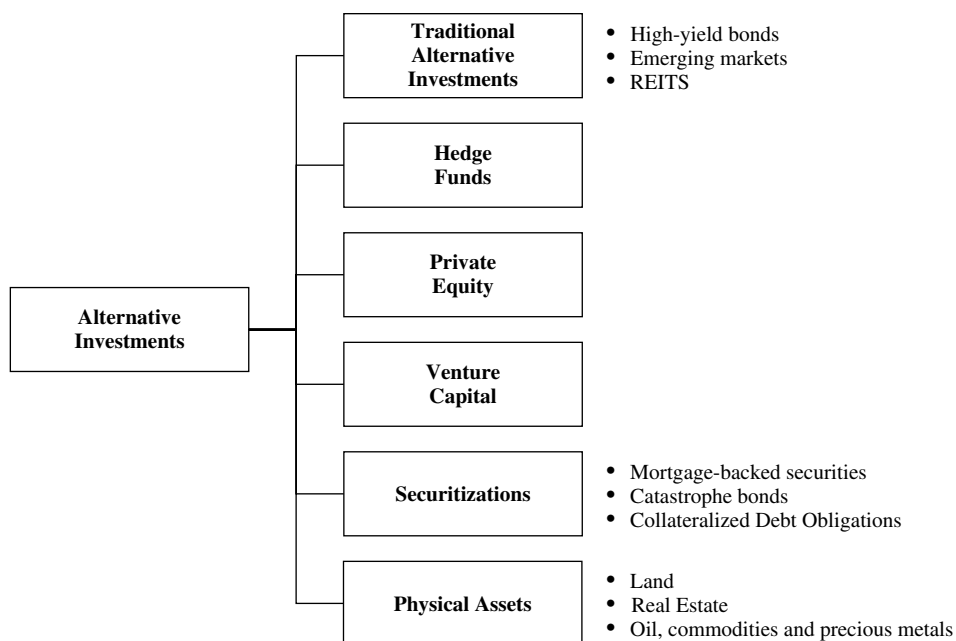 Traditional
Alternative
Investments
• High-yield bonds
• Emerging markets
• REITS
Hedge
Funds
Private
Equity
Alternative
Investments
Venture
Capital
Securitizations
• Mortgage-backed securities
• Catastrophe bonds
• Collateralized Debt Obligations
Physical Assets
• Land
• Real Estate
• Oil, commodities and precious metals